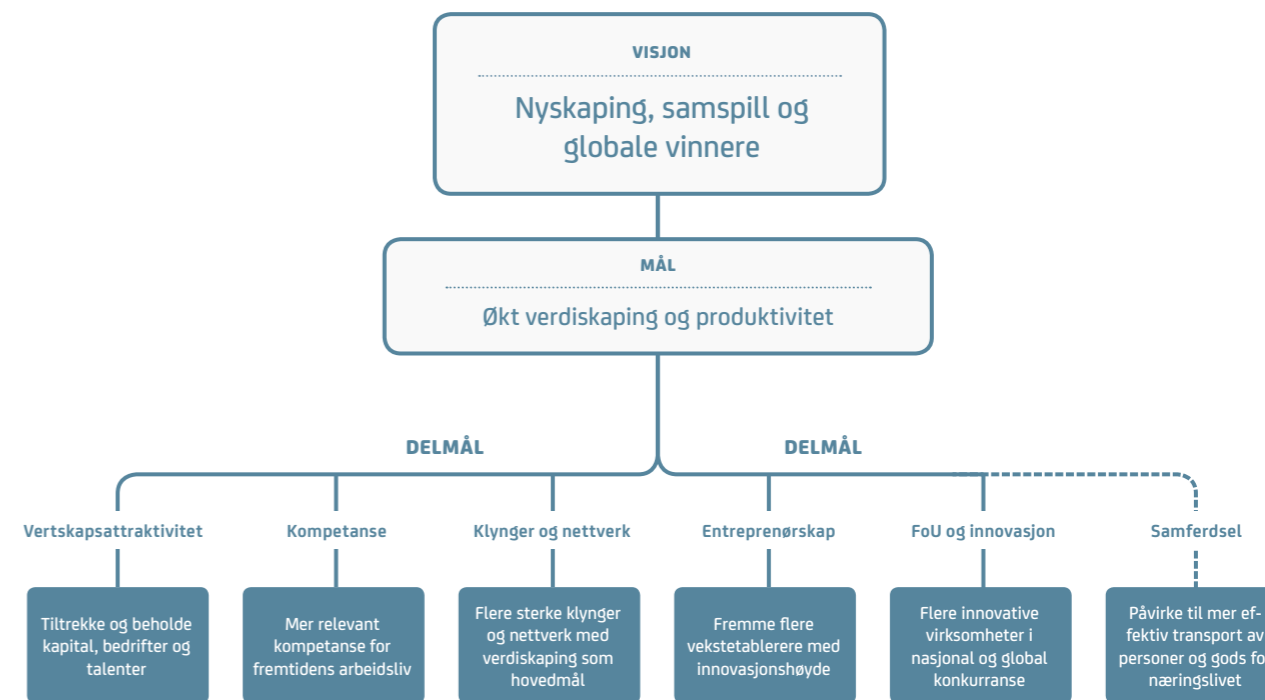 VISJON
Nyskaping, samspill og
globale vinnere
MÅL
Økt verdiskaping og produktivitet
DELMÅL
DELMÅL
Vertskapsattraktivitet
Kompetanse
Klynger og nettverk
Entreprenørskap
FoU og innovasjon
Samferdsel
Tiltrekke og beholde
kapital, bedrifter og
talenter
Mer relevant
kompetanse for
fremtidens arbeidsliv
Flere sterke klynger
og nettverk med
verdiskaping som
hovedmål
Fremme flere
vekstetablerere med
innovasjonshøyde
Flere innovative
virksomheter i
nasjonal og global
konkurranse
Påvirke til mer ef-
fektiv transport av
personer og gods fo
næringslivet